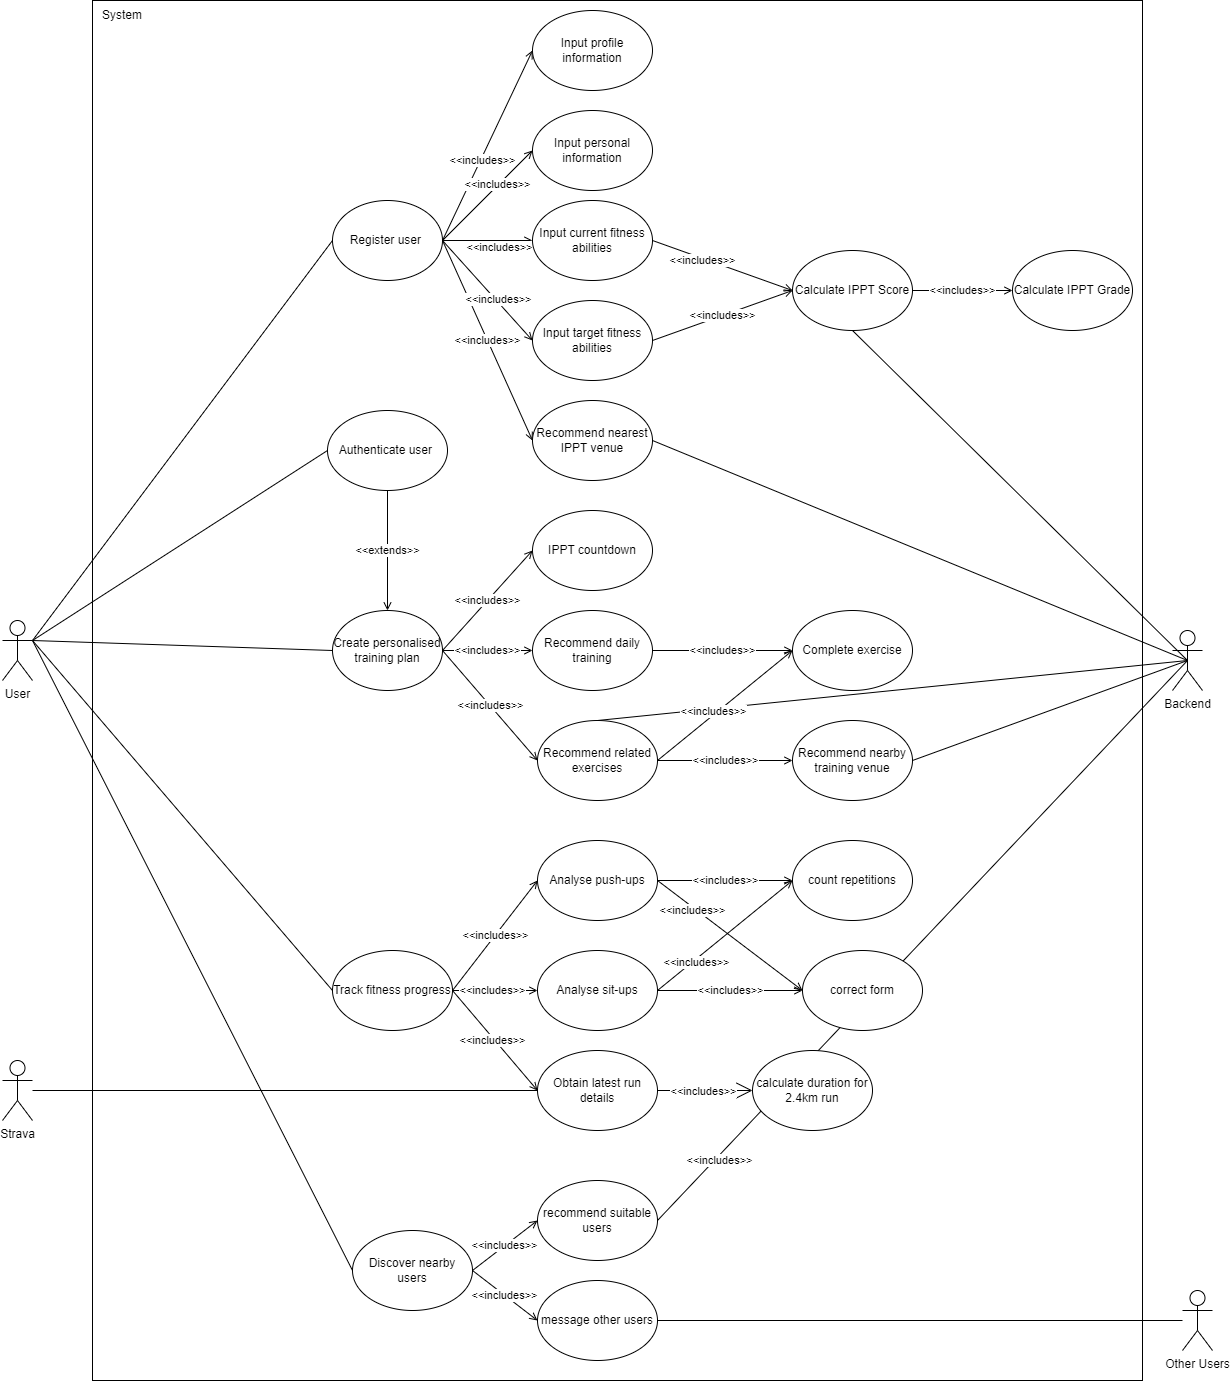 System
Input profile
information
<<includes>>
Input personal
information
<<includes>>
Register user
Input current fitness
abilities
<<includes>>
<<includes>>
Calculate IPPT Score
<<includes>>
Calculate IPPT Grade
<<includes>>
Input target fitness
abilities
<<includes>>
<<includes>>
Recommend nearest
IPPT venue
Authenticate user
<<extends>>
IPPT countdown
<<includes>>
Create personalised
training plan
<<includes>>
Recommend daily
training
<<includes>>
Complete exercise
User
Backend
<<includes>>
<<includes>>
Recommend related
exercises
<<includes>>
Recommend nearby
training venue
Analyse push-ups
<<includes>>
count repetitions
<<includes>>
<<includes>>
<<includes>>
Track fitness progress
<<includes>>
Analyse sit-ups
<<includes>>
correct form
<<includes>>
Obtain latest run
details
<<includes>>
calculate duration for
2.4km run
Strava
<<includes>>
recommend suitable
users
<<includes>>
Discover nearby
users
<<includes>>
message other users
Other Users